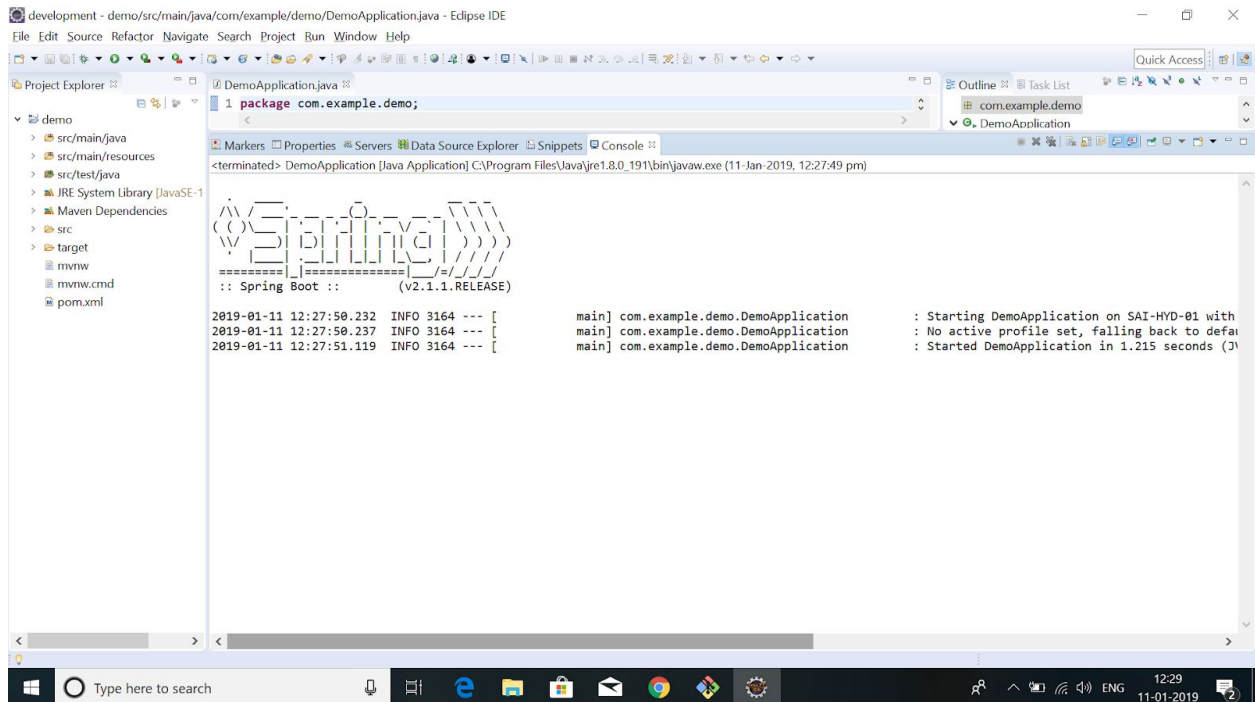 development - demo/src/main/java/com/example/demo/DemoApplication.java - Eclipse IDE
File Edit Source Refactor Navigate Search Project Run Window Help
Quick Access
Project Explorer
demo
src/main/java
src/main/resources
src/test/java
JRE System Library [JavaSE-1
Maven Dependencies
src
target
mvnw
mvnw.cmd
pom.xml
DemoApplication.java
1 package com.example.demo;
Outline Task List
com.example.demo
DemoApplication
Markers Properties Servers Data Source Explorer Snippets Console
<terminated> DemoApplication [Java Application] C:\Program Files\Java\jre1.8.0_191\bin\javaw.exe (11-Jan-2019, 12:27:49 pm)
Spring
:: Spring Boot :: (v2.1.1.RELEASE)
2019-01-11 12:27:50.232 INFO 3164 --- [ main] com.example.demo.DemoApplication : Starting DemoApplication on SAI-HYD-01 with
2019-01-11 12:27:50.237 INFO 3164 --- [ main] com.example.demo.DemoApplication : No active profile set, falling back to defau
2019-01-11 12:27:51.119 INFO 3164 --- [ main] com.example.demo.DemoApplication : Started DemoApplication in 1.215 seconds (JV
Type here to search
ENG
12:29
11-01-2019
2